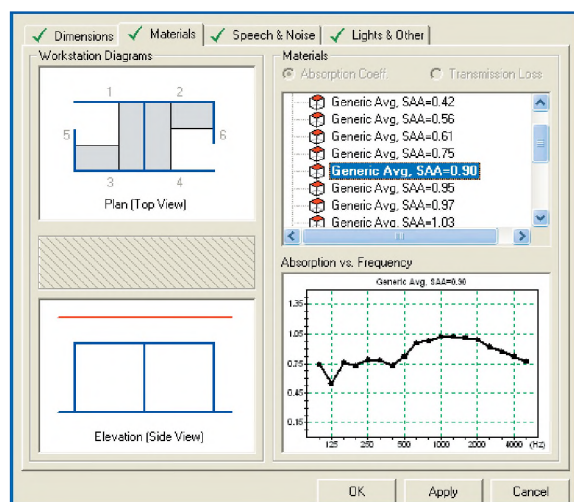 Dimensions Materials Speech & Noise Lights & Other
Workstation Diagrams
1 2
5 6
3 4
Plan (Top View)
Elevation (Side View)
Materials
Absorption Coeff. Transmission Loss
Generic Avg, SAA=0.42
Generic Avg, SAA=0.56
Generic Avg, SAA=0.61
Generic Avg, SAA=0.75
Generic Avg, SAA=0.90
Generic Avg, SAA=0.95
Generic Avg, SAA=0.97
Generic Avg, SAA=1.03
Absorption vs. Frequency
Generic Avg, SAA=0.90
1.35
1.05
0.75
0.45
0.15
125 250 500 1000 2000 4000 (Hz)
OK Apply Cancel